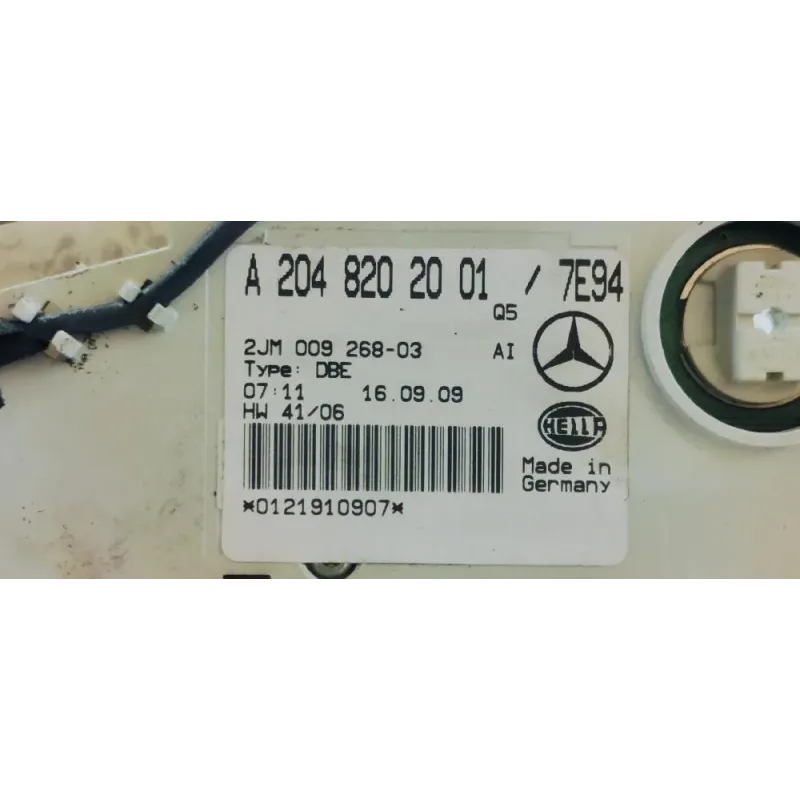 A 204 820 20 01 / 7E94
Q5
2JM 009 268-03 AI
Type: DBE
07:11 16.09.09
HW 41/06
HELLA
Made in
Germany
*0121910907*